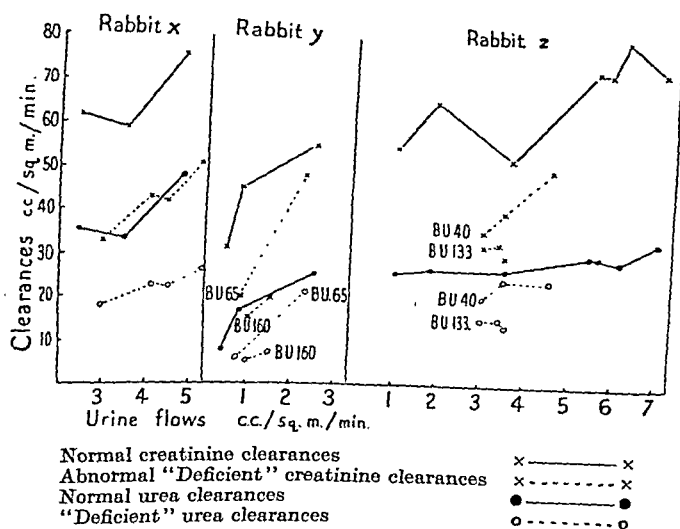 Rabbit x
Rabbit y
Rabbit z
Clearances cc/sq.m./min.
80
70
60
50
40
30
20
10
BU65
BU160
BU.65
BU160
BU40
BU133
BU40
BU133.
3 4 5
1 2 3
1 2 3 4 5 6 7
Urine flows c.c./sq.m./min.
Normal creatinine clearances
Abnormal "Deficient" creatinine clearances
Normal urea clearances
"Deficient" urea clearances